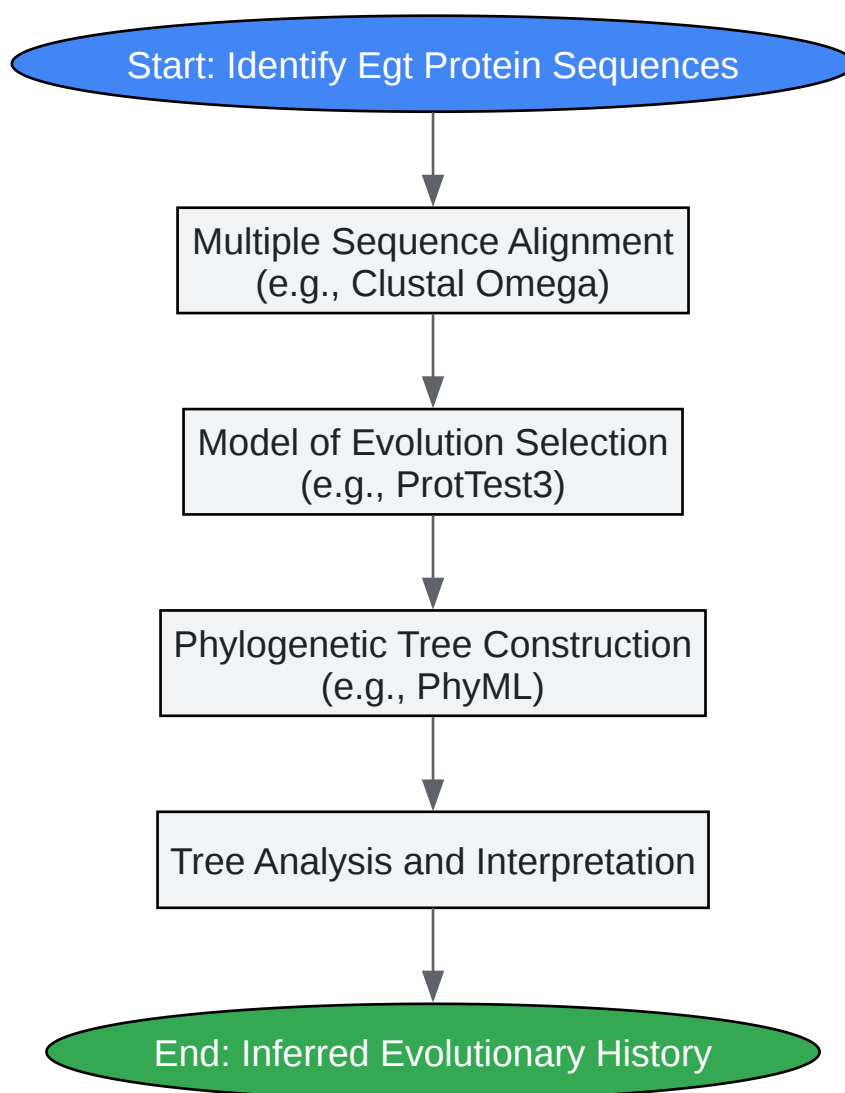 Start: Identify Egt Protein Sequences
Multiple Sequence Alignment
(e.g., Clustal Omega)
Model of Evolution Selection
(e.g., ProtTest3)
Phylogenetic Tree Construction
(e.g., PhyML)
Tree Analysis and Interpretation
End: Inferred Evolutionary History